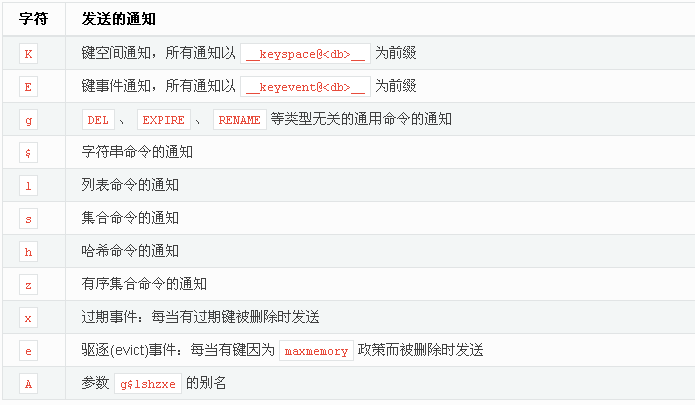 字符 发送的通知
K 键空间通知，所有通知以 __keyspace@<db>__ 为前缀
E 键事件通知，所有通知以 __keyevent@<db>__ 为前缀
g DEL 、 EXPIRE 、 RENAME 等类型无关的通用命令的通知
$ 字符串命令的通知
l 列表命令的通知
s 集合命令的通知
h 哈希命令的通知
z 有序集合命令的通知
x 过期事件：每当有过期键被删除时发送
e 驱逐(evict)事件：每当有键因为 maxmemory 政策而被删除时发送
A 参数 g$lshzxe 的别名